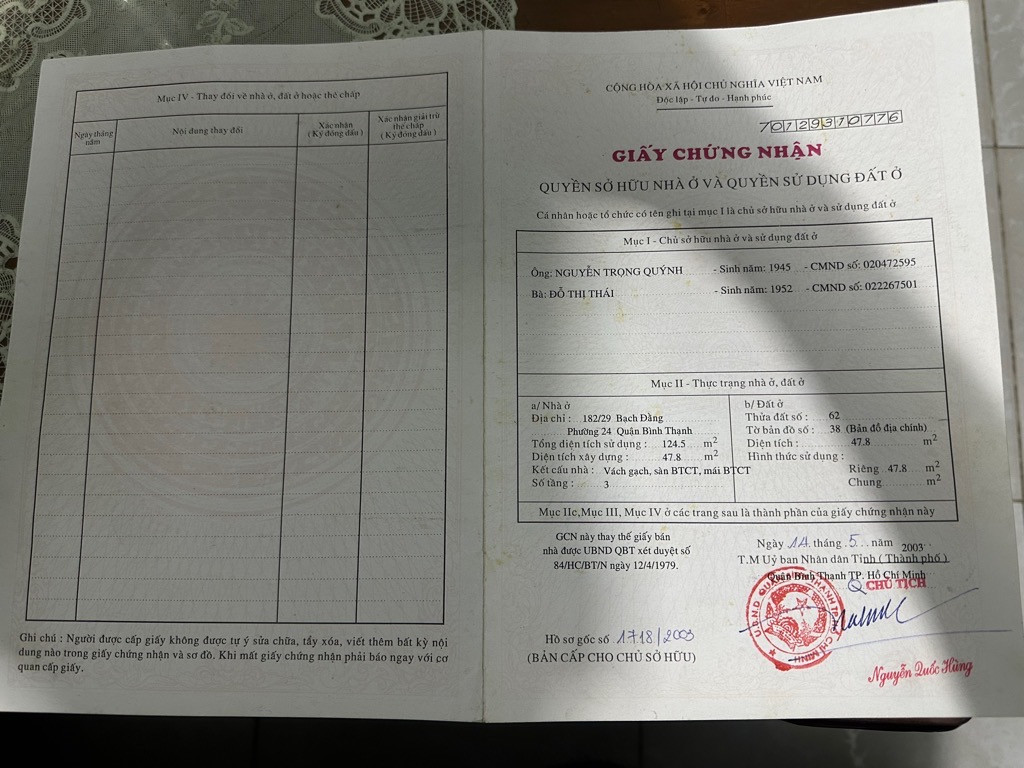 Mục IV - Thay đổi về nhà ở, đất ở hoặc thế chấp
Ngày tháng năm
Nội dung thay đổi
Xác nhận
( Ký đóng dấu )
Xác nhận giải trừ
thế chấp
( Ký đóng dấu )
Ghi chú : Người được cấp giấy không được tự ý sửa chữa, tẩy xóa, viết thêm bất kỳ nội
dung nào trong giấy chứng nhận và sơ đồ. Khi mất giấy chứng nhận phải báo ngay với cơ
quan cấp giấy.
CỘNG HÒA XÃ HỘI CHỦ NGHĨA VIỆT NAM
Độc lập - Tự do - Hạnh phúc
70129310776
GIẤY CHỨNG NHẬN
QUYỀN SỞ HỮU NHÀ Ở VÀ QUYỀN SỬ DỤNG ĐẤT Ở
Cá nhân hoặc tổ chức có tên ghi tại mục I là chủ sở hữu nhà ở và sử dụng đất ở
Mục I - Chủ sở hữu nhà ở và sử dụng đất ở
Ông: NGUYỄN TRỌNG QUÝNH - Sinh năm: 1945 - CMND số: 020472595
Bà: ĐỖ THỊ THÁI - Sinh năm: 1952 - CMND số: 022267501
Mục II - Thực trạng nhà ở, đất ở
a/ Nhà ở
Địa chỉ : 182/29 Bạch Đằng
Phường 24 Quận Bình Thạnh
Tổng diện tích sử dụng : 124.5 m2
Diện tích xây dựng : 47.8 m2
Kết cấu nhà : Vách gạch, sàn BTCT, mái BTCT
Số tầng : 3
b/ Đất ở
Thửa đất số : 62
Tờ bản đồ số : 38 (Bản đồ địa chính)
Diện tích : 47.8 m2
Hình thức sử dụng :
Riêng 47.8 m2
Chung m2
Mục IIc,Mục III, Mục IV ở các trang sau là thành phần của giấy chứng nhận này
GCN này thay thế giấy bán
nhà được UBND QBT xét duyệt số
84/HC/BT/N ngày 12/4/1979.
Hồ sơ gốc số 1718/2003
(BẢN CẤP CHO CHỦ SỞ HỮU)
Ngày 14 tháng 5 năm 2003
T.M Uỷ ban Nhân dân Tỉnh ( Thành phố )
Quận Bình Thạnh TP. Hồ Chí Minh
Q CHỦ TỊCH
Nguyễn Quốc Hùng